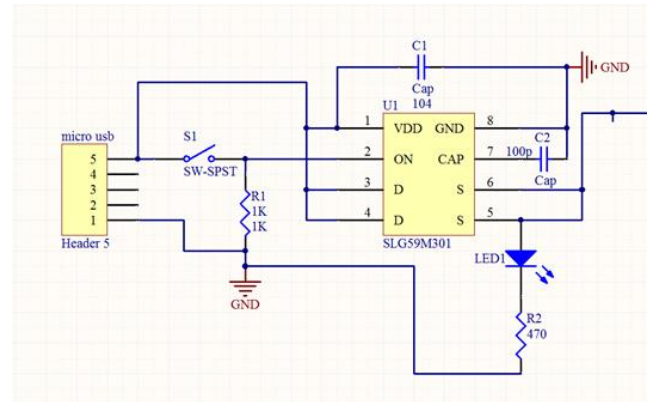 C1
Cap
104
GND
U1
micro usb
S1
SW-SPST
5
4
3
2
1
Header 5
R1
1K
1K
GND
1
VDD
GND
8
2
ON
CAP
7
3
D
S
6
4
D
S
5
SLG59M301
C2
100p
Cap
LED1
R2
470